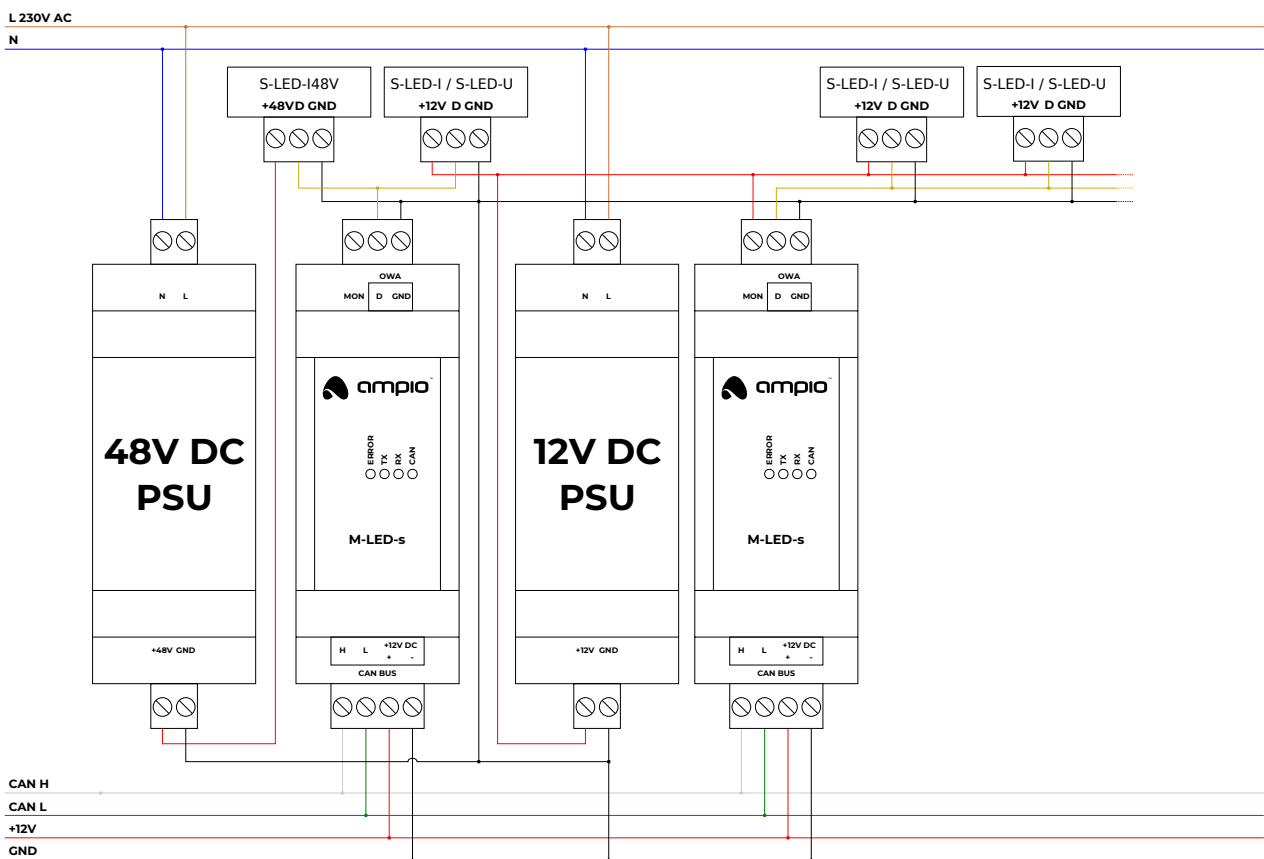 L 230V AC
N
S-LED-I48V
+48VD GND
S-LED-I / S-LED-U
+12V D GND
S-LED-I / S-LED-U
+12V D GND
S-LED-I / S-LED-U
+12V D GND
N L
OWA
MON D GND
N L
OWA
MON D GND
ampio
ampio
ERROR
TX
RX
CAN
ERROR
TX
RX
CAN
48V DC
PSU
12V DC
PSU
M-LED-s
M-LED-s
+48V GND
H L +12V DC
+ -
CAN BUS
+12V GND
H L +12V DC
+ -
CAN BUS
CAN H
CAN L
+12V
GND